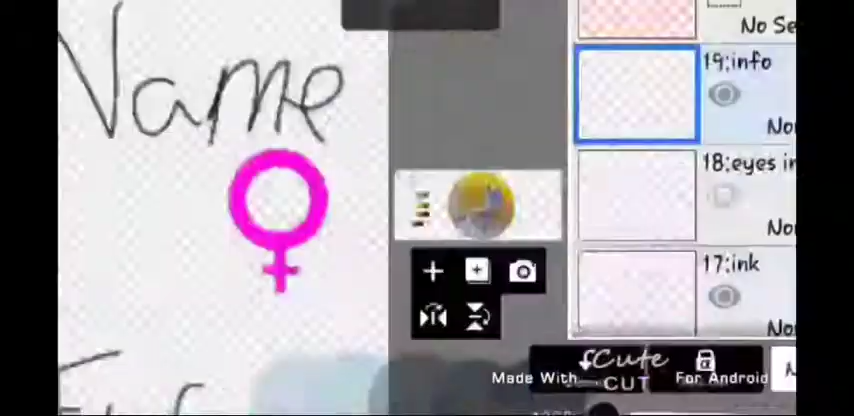 Name
No Se
19:info
No
18:eyes in
No
17:ink
No
Made With Cute CUT For Android